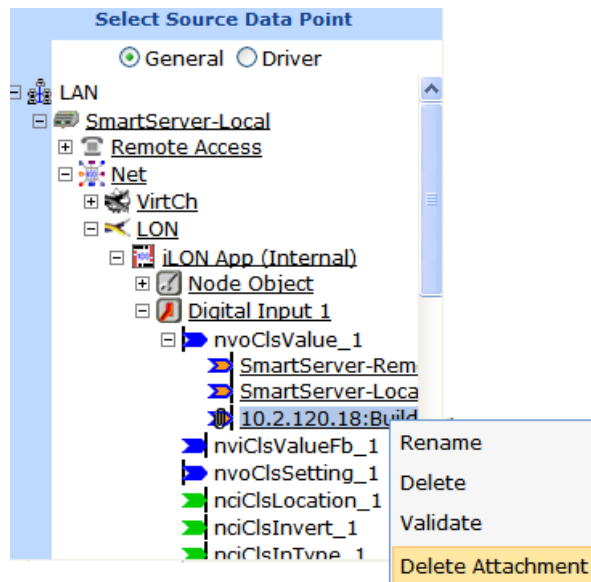 Select Source Data Point
General Driver
LAN
SmartServer-Local
Remote Access
Net
VirtCh
LON
iLON App (Internal)
Node Object
Digital Input 1
nvoClsValue_1
SmartServer-Rem
SmartServer-Loca
10.2.120.18:Build
nviClsValueFb_1
nvoClsSetting_1
nciClsLocation_1
nciClsInvert_1
nciClsInType_1
Rename
Delete
Validate
Delete Attachment